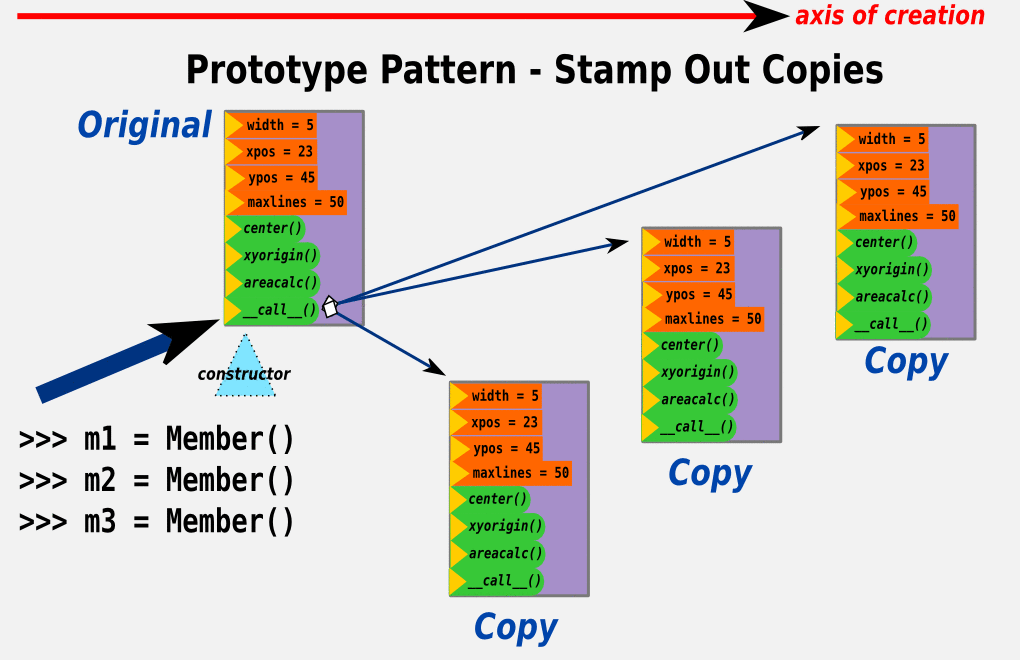 axis of creation
Prototype Pattern - Stamp Out Copies
Original
width = 5
xpos = 23
ypos = 45
maxlines = 50
center()
xyorigin()
areacalc()
__call__()
constructor
>>> m1 = Member()
>>> m2 = Member()
>>> m3 = Member()
width = 5
xpos = 23
ypos = 45
maxlines = 50
center()
xyorigin()
areacalc()
__call__()
Copy
width = 5
xpos = 23
ypos = 45
maxlines = 50
center()
xyorigin()
areacalc()
__call__()
Copy
width = 5
xpos = 23
ypos = 45
maxlines = 50
center()
xyorigin()
areacalc()
__call__()
Copy